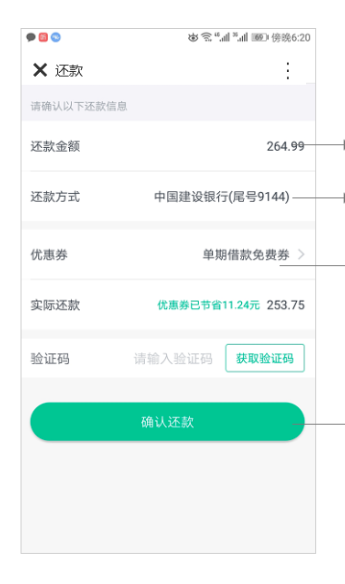 傍晚6:20
还款
请确认以下还款信息
还款金额 264.99
还款方式 中国建设银行(尾号9144)
优惠券 单期借款免费券
实际还款 优惠券已节省11.24元 253.75
验证码 请输入验证码 获取验证码
确认还款